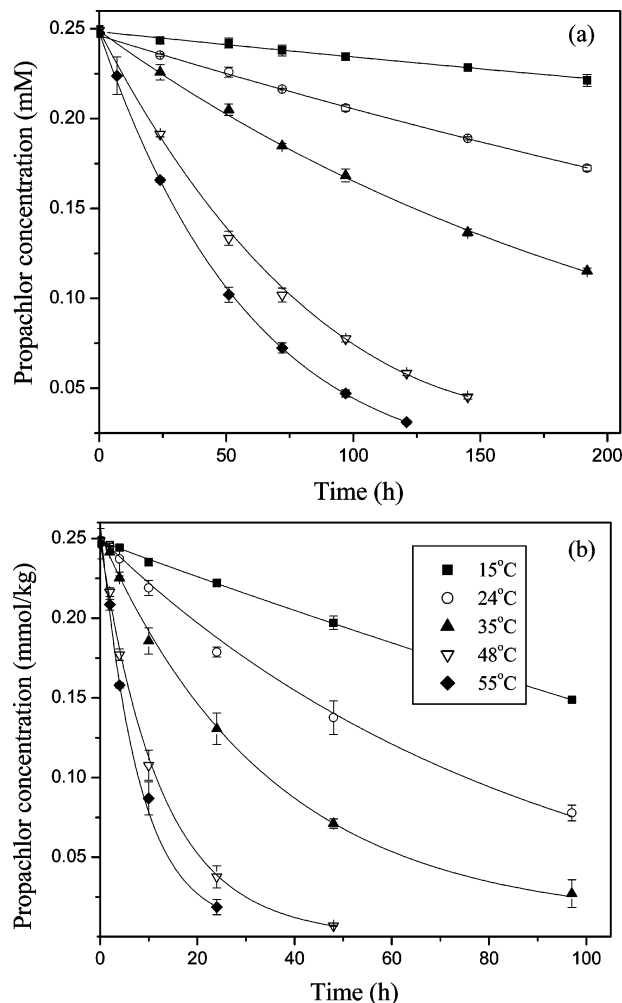 (a)
Propachlor concentration (mM)
0.25
0.20
0.15
0.10
0.05
0 50 100 150 200
Time (h)
(b)
Propachlor concentration (mmol/kg)
0.25
0.20
0.15
0.10
0.05
15°C
24°C
35°C
48°C
55°C
0 20 40 60 80 100
Time (h)